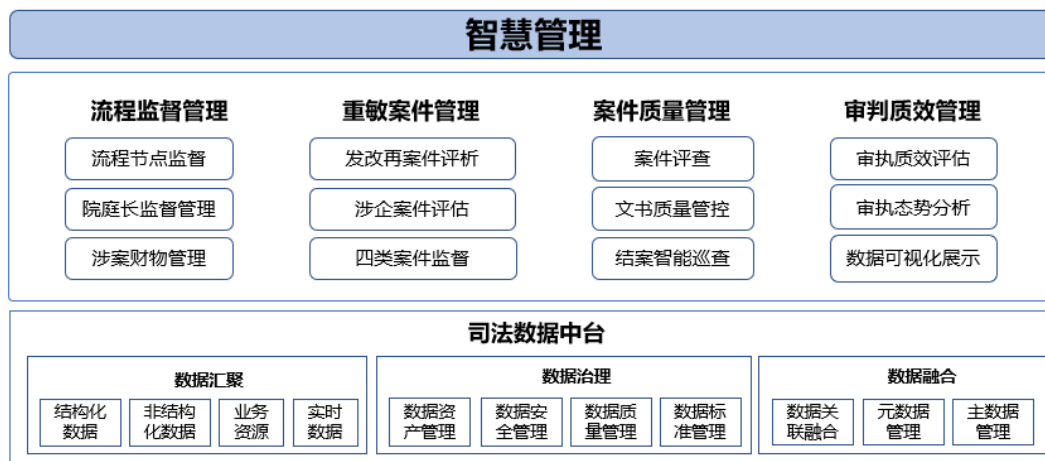 智慧管理
流程监督管理 重敏案件管理 案件质量管理 审判质效管理
流程节点监督 发改再案件评析 案件评查 审执质效评估
院庭长监督管理 涉企案件评估 文书质量管控 审执态势分析
涉案财物管理 四类案件监督 结案智能巡查 数据可视化展示
司法数据中台
数据汇聚
结构化
数据
非结构
化数据
业务
资源
实时
数据
数据治理
数据资
产管理
数据安
全管理
数据质
量管理
数据标
准管理
数据融合
数据关
联融合
元数据
管理
主数据
管理